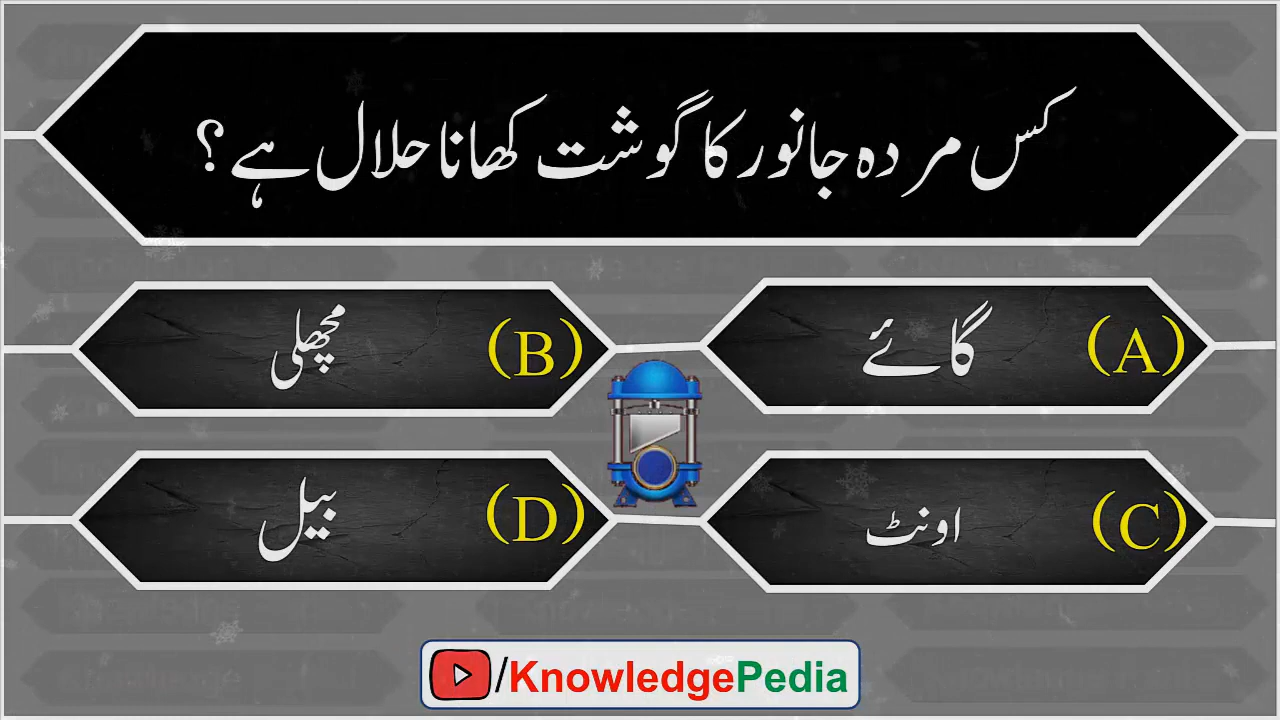 کس مردہ جانور کا گوشت کھانا حلال ہے؟
(A) گائے
(B) مچھلی
(C) اونٹ
(D) بیل
/KnowledgePedia